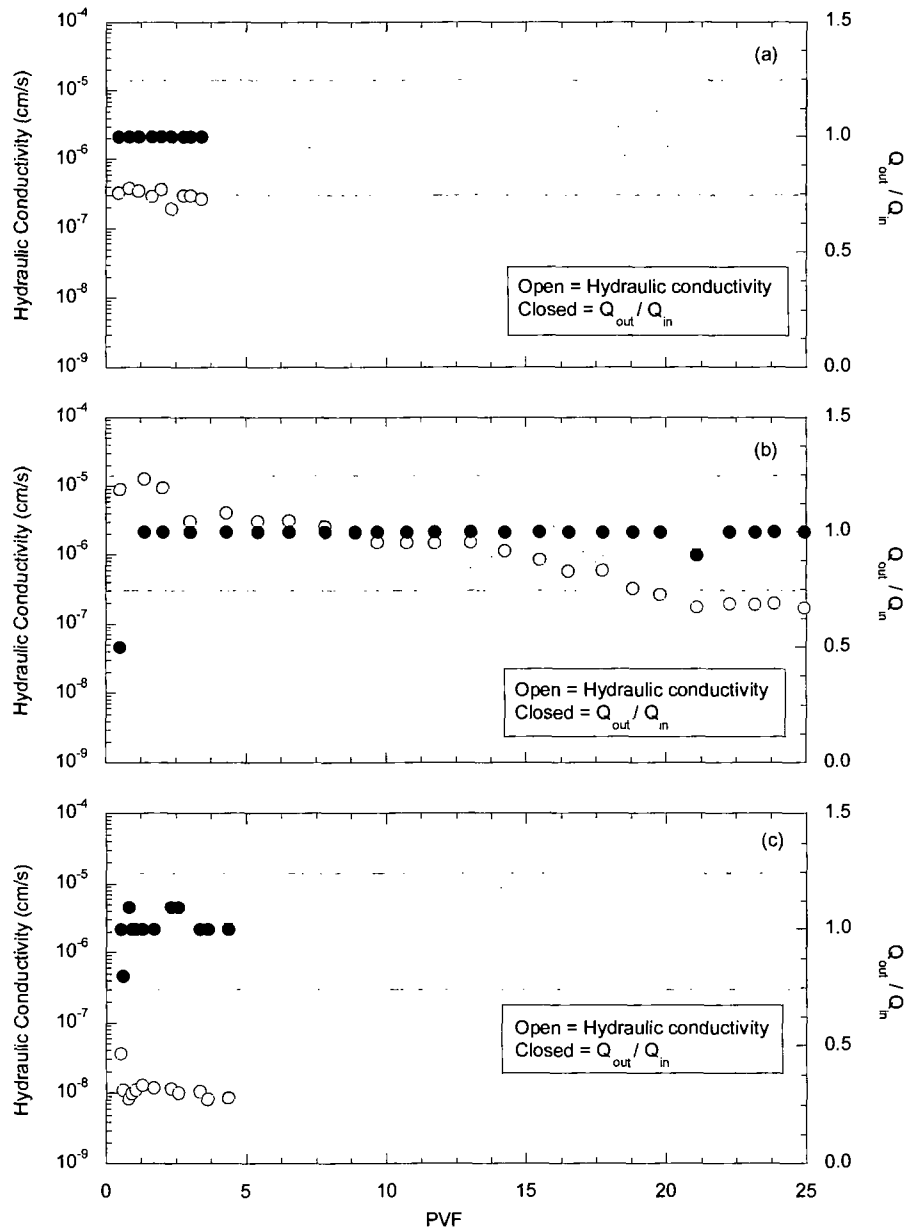 (a)
10⁻⁴
10⁻⁵
10⁻⁶
10⁻⁷
10⁻⁸
10⁻⁹
Hydraulic Conductivity (cm/s)
1.5
1.0
0.5
0.0
Q_out / Q_in
Open = Hydraulic conductivity
Closed = Q_out / Q_in
(b)
10⁻⁴
10⁻⁵
10⁻⁶
10⁻⁷
10⁻⁸
10⁻⁹
Hydraulic Conductivity (cm/s)
1.5
1.0
0.5
0.0
Q_out / Q_in
Open = Hydraulic conductivity
Closed = Q_out / Q_in
(c)
10⁻⁴
10⁻⁵
10⁻⁶
10⁻⁷
10⁻⁸
10⁻⁹
Hydraulic Conductivity (cm/s)
1.5
1.0
0.5
0.0
Q_out / Q_in
Open = Hydraulic conductivity
Closed = Q_out / Q_in
0 5 10 15 20 25
PVF